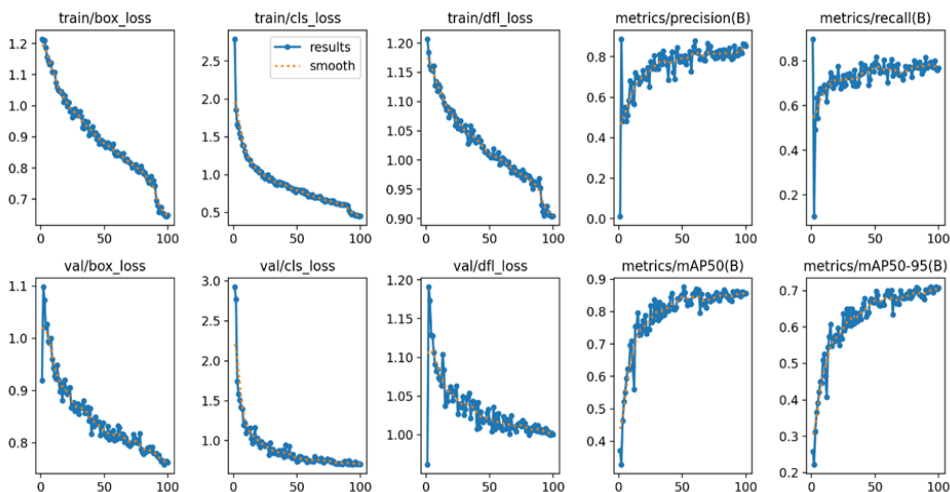 train/box_loss
train/cls_loss
train/dfl_loss
metrics/precision(B)
metrics/recall(B)
1.2
1.1
1.0
0.9
0.8
0.7
0 50 100
results
smooth
2.5
2.0
1.5
1.0
0.5
0 50 100
1.20
1.15
1.10
1.05
1.00
0.95
0.90
0 50 100
0.8
0.6
0.4
0.2
0.0
0 50 100
0.8
0.6
0.4
0.2
0 50 100
val/box_loss
val/cls_loss
val/dfl_loss
metrics/mAP50(B)
metrics/mAP50-95(B)
1.1
1.0
0.9
0.8
0 50 100
3.0
2.5
2.0
1.5
1.0
0 50 100
1.20
1.15
1.10
1.05
1.00
0 50 100
0.9
0.8
0.7
0.6
0.5
0.4
0 50 100
0.7
0.6
0.5
0.4
0.3
0.2
0 50 100